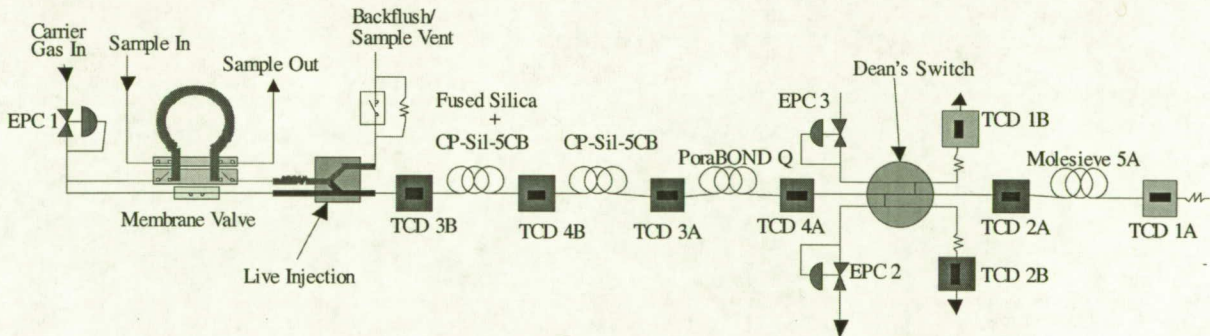 Carrier
Gas In
Sample In
Sample Out
Backflush/
Sample Vent
EPC 1
Membrane Valve
Live Injection
Fused Silica
+
CP-Sil-5CB
CP-Sil-5CB
PoraBOND Q
EPC 3
Dean's Switch
TCD 1B
Molesieve 5A
TCD 3B
TCD 4B
TCD 3A
TCD 4A
TCD 2A
TCD 1A
EPC 2
TCD 2B